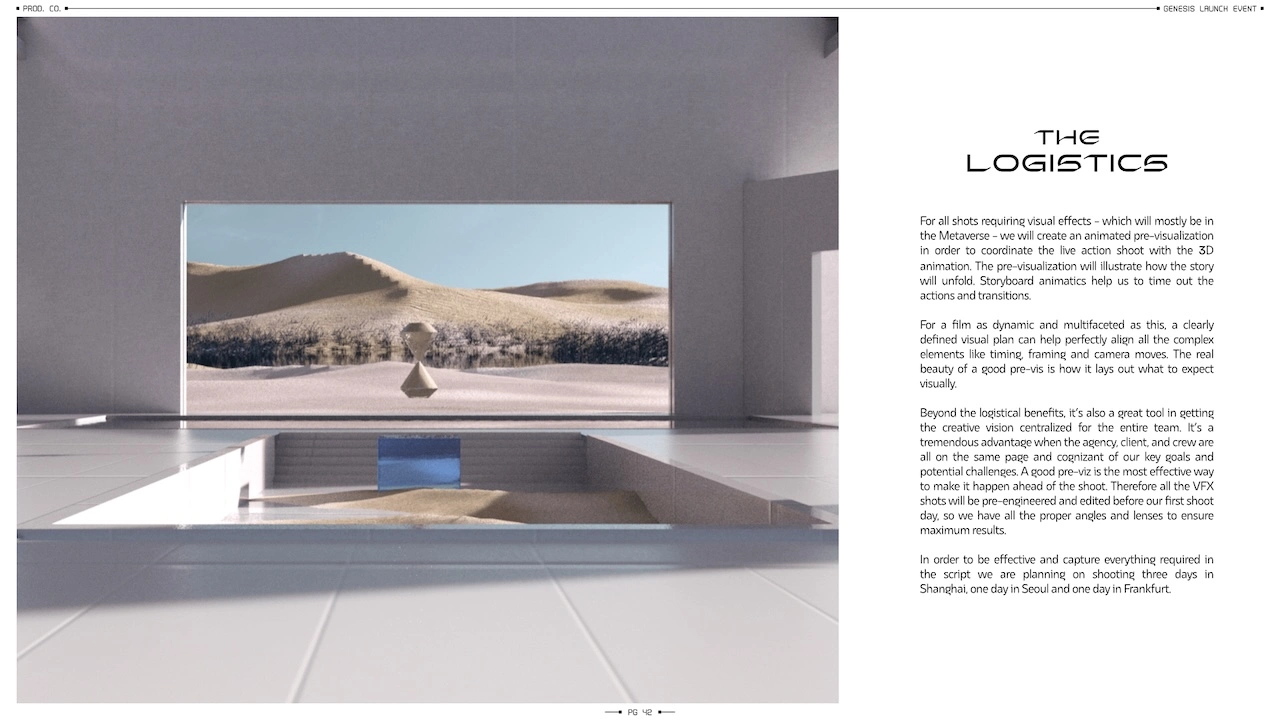 PROD. CO.
GENESIS LAUNCH EVENT
THE
LOGISTICS
For all shots requiring visual effects – which will mostly be in
the Metaverse – we will create an animated pre-visualization
in order to coordinate the live action shoot with the 3D
animation. The pre-visualization will illustrate how the story
will unfold. Storyboard animatics help us to time out the
actions and transitions.
For a film as dynamic and multifaceted as this, a clearly
defined visual plan can help perfectly align all the complex
elements like timing, framing and camera moves. The real
beauty of a good pre-vis is how it lays out what to expect
visually.
Beyond the logistical benefits, it's also a great tool in getting
the creative vision centralized for the entire team. It's a
tremendous advantage when the agency, client, and crew are
all on the same page and cognizant of our key goals and
potential challenges. A good pre-viz is the most effective way
to make it happen ahead of the shoot. Therefore all the VFX
shots will be pre-engineered and edited before our first shoot
day, so we have all the proper angles and lenses to ensure
maximum results.
In order to be effective and capture everything required in
the script we are planning on shooting three days in
Shanghai, one day in Seoul and one day in Frankfurt.
PG 42